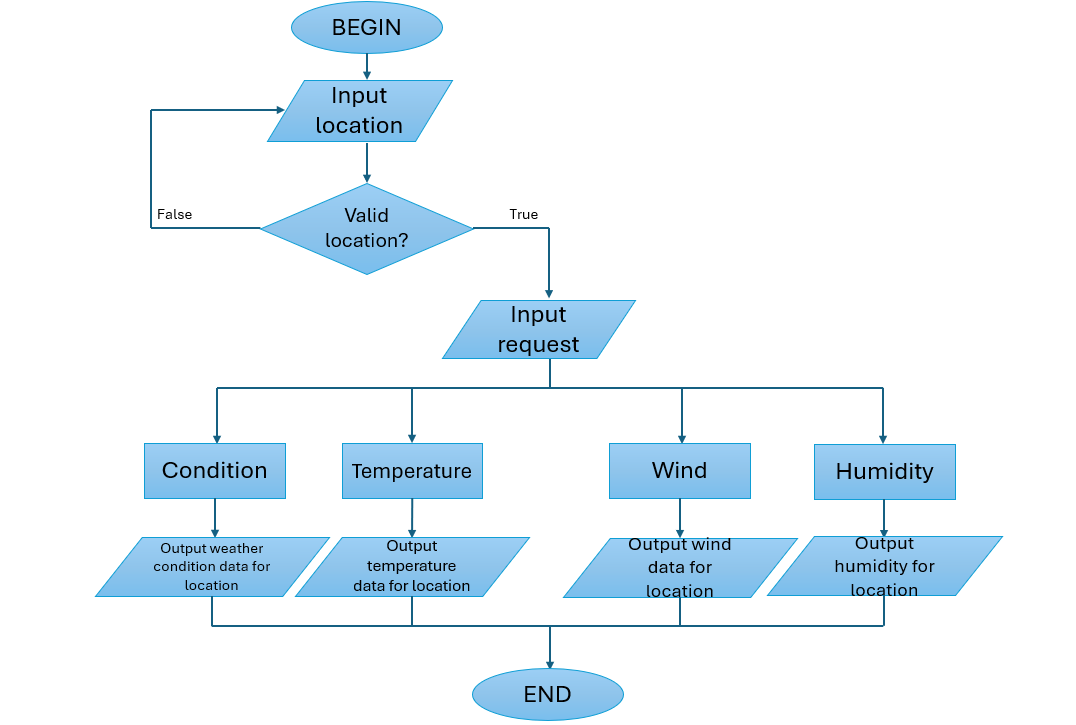 BEGIN
Input
location
Valid
location?
False
True
Input
request
Condition
Temperature
Wind
Humidity
Output weather
condition data for
location
Output
temperature
data for location
Output wind
data for
location
Output
humidity for
location
END